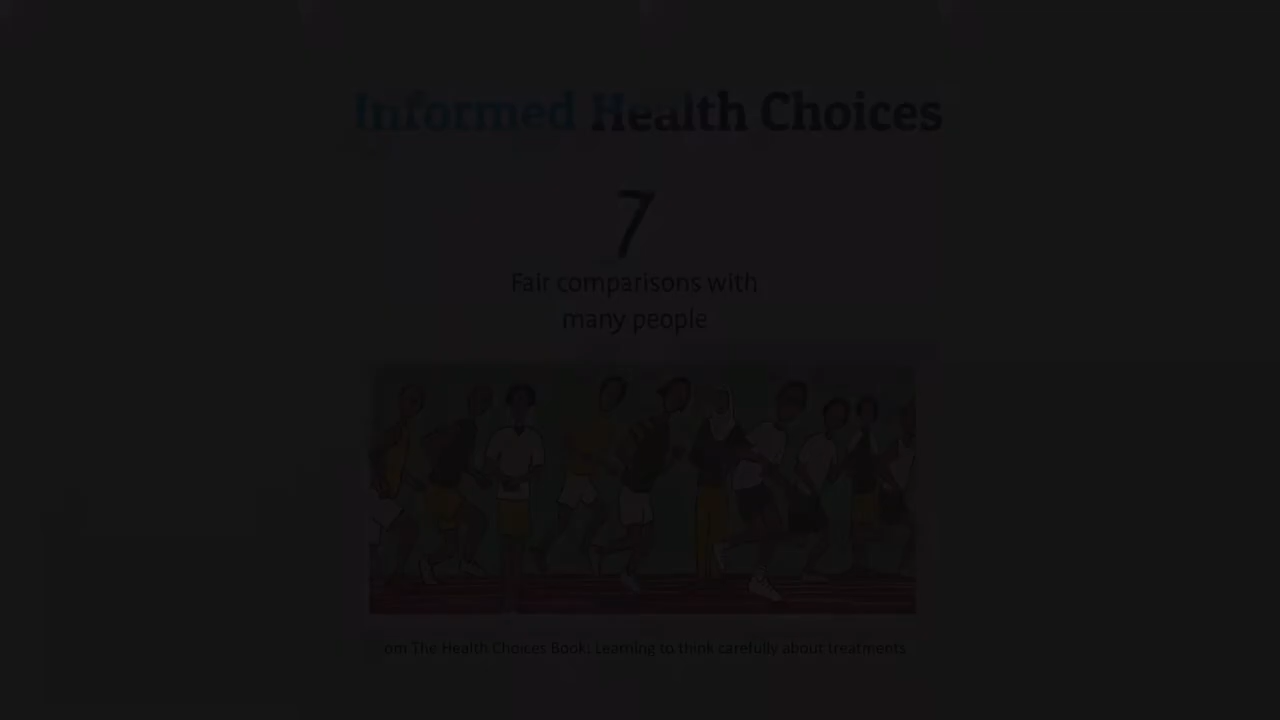 Informed Health Choices
7
Fair comparisons with
many people
om The Health Choices Book: Learning to think carefully about treatments